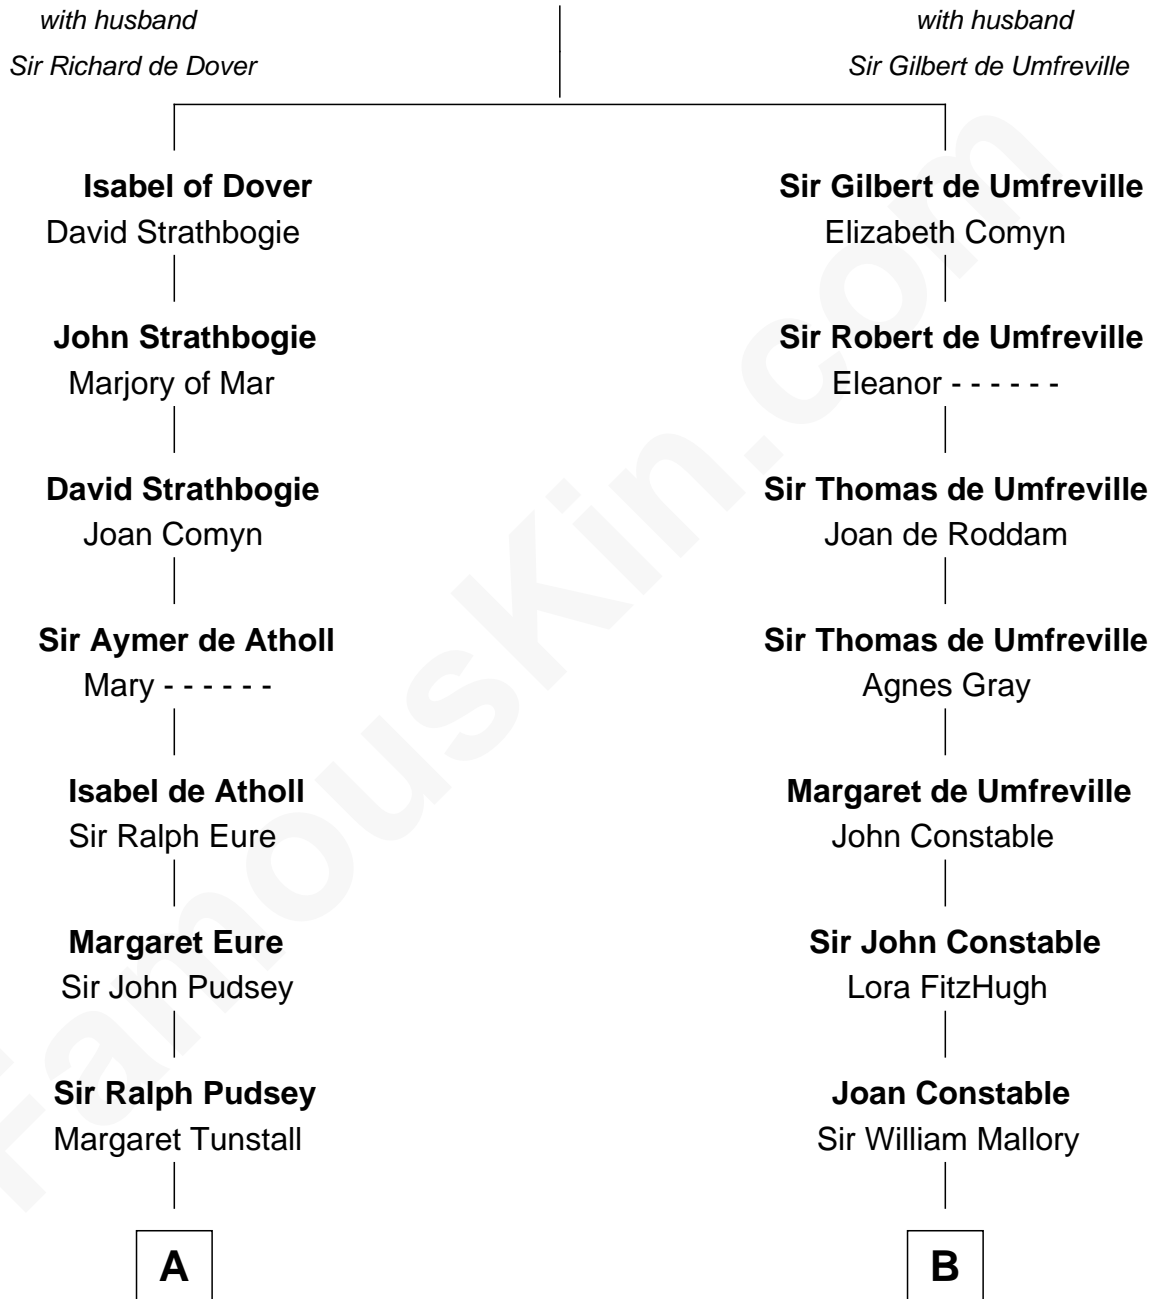 with husband
Sir Richard de Dover
with husband
Sir Gilbert de Umfreville
Isabel of Dover
David Strathbogie
Sir Gilbert de Umfreville
Elizabeth Comyn
John Strathbogie
Marjory of Mar
Sir Robert de Umfreville
Eleanor - - - - - -
David Strathbogie
Joan Comyn
Sir Thomas de Umfreville
Joan de Roddam
Sir Aymer de Atholl
Mary - - - - - -
Sir Thomas de Umfreville
Agnes Gray
Isabel de Atholl
Sir Ralph Eure
Margaret de Umfreville
John Constable
Margaret Eure
Sir John Pudsey
Sir John Constable
Lora FitzHugh
Sir Ralph Pudsey
Margaret Tunstall
Joan Constable
Sir William Mallory
A
B
FamousKin.com